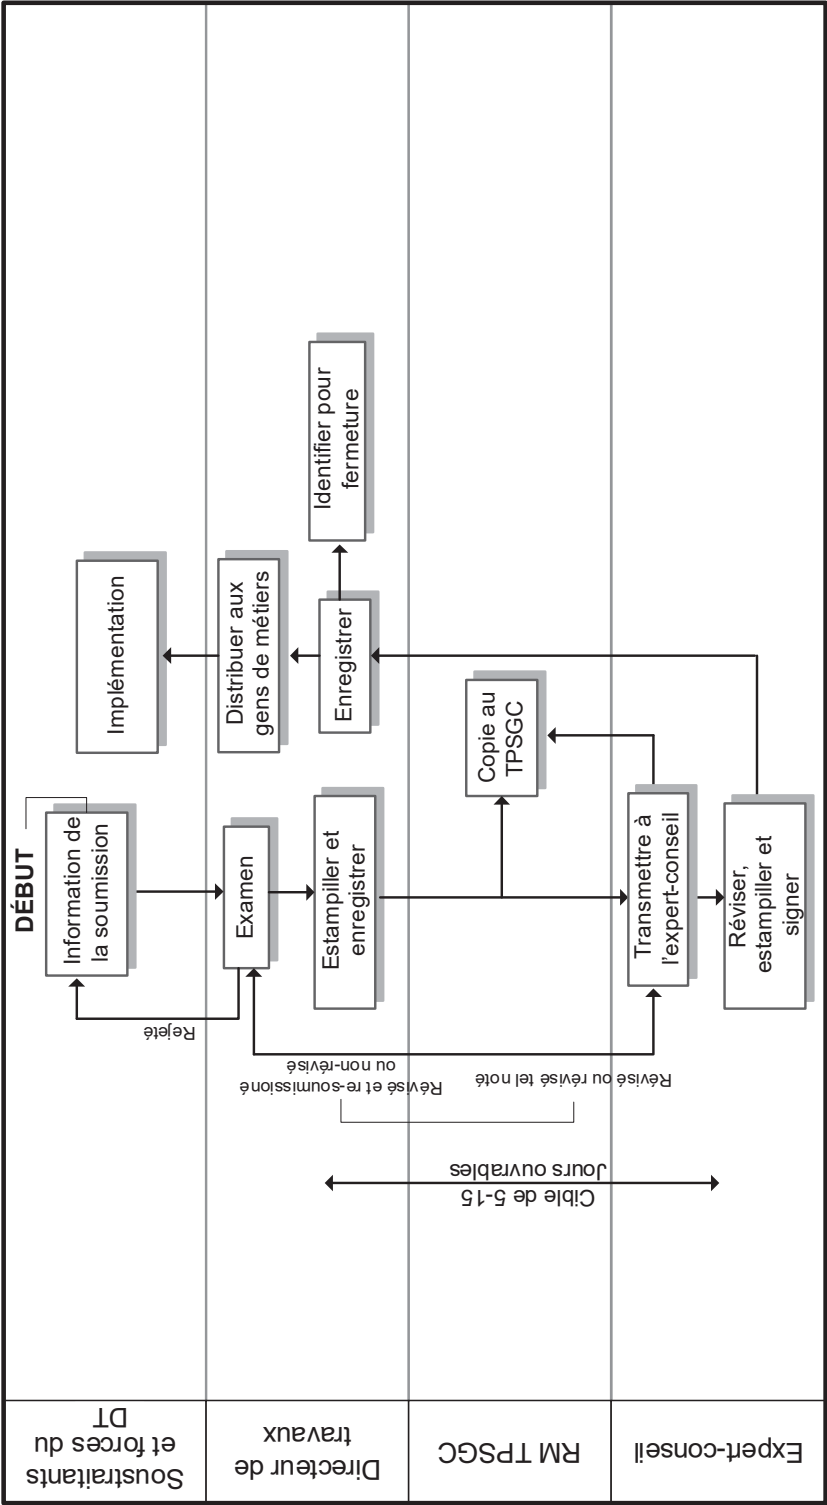 DÉBUT
Information de
la soumission
Implémentation
Rejeté
Examen
Distribuer aux
gens de métiers
Estampiller et
enregistrer
Enregistrer
Identifier pour
fermeture
Révisé et re-soumissioné
ou non-révisé
Révisé ou révisé tel noté
Cible de 5-15
Jours ouvrables
Copie au
TPSGC
Transmettre à
l'expert-conseil
Réviser,
estampiller et
signer
Soustraitants
et forces du
DT
Directeur de
travaux
RM TPSGC
Expert-conseil